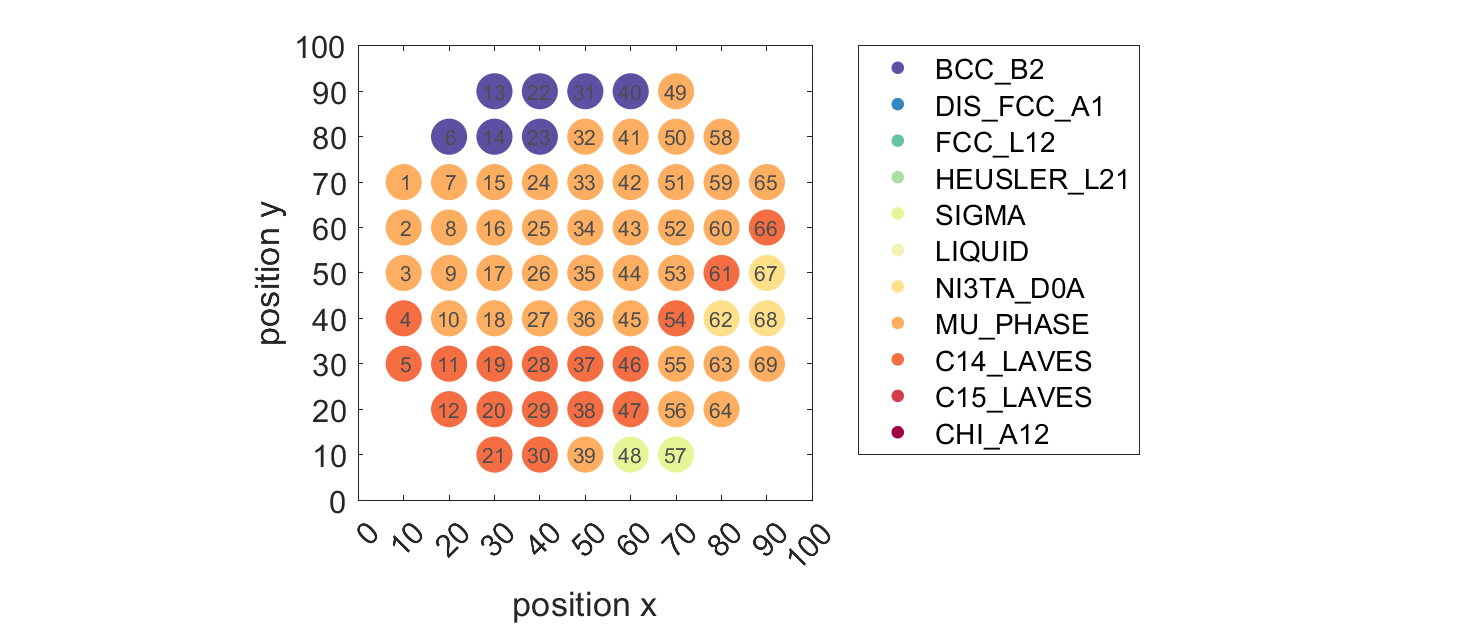 100
90
80
70
60
50
40
30
20
10
0
position y
13 22 31 40 49
6 14 23 32 41 50 58
1 7 15 24 33 42 51 59 65
2 8 16 25 34 43 52 60 66
3 9 17 26 35 44 53 61 67
4 10 18 27 36 45 54 62 68
5 11 19 28 37 46 55 63 69
12 20 29 38 47 56 64
21 30 39 48 57
0 10 20 30 40 50 60 70 80 90 100
position x
BCC_B2
DIS_FCC_A1
FCC_L12
HEUSLER_L21
SIGMA
LIQUID
NI3TA_D0A
MU_PHASE
C14_LAVES
C15_LAVES
CHI_A12